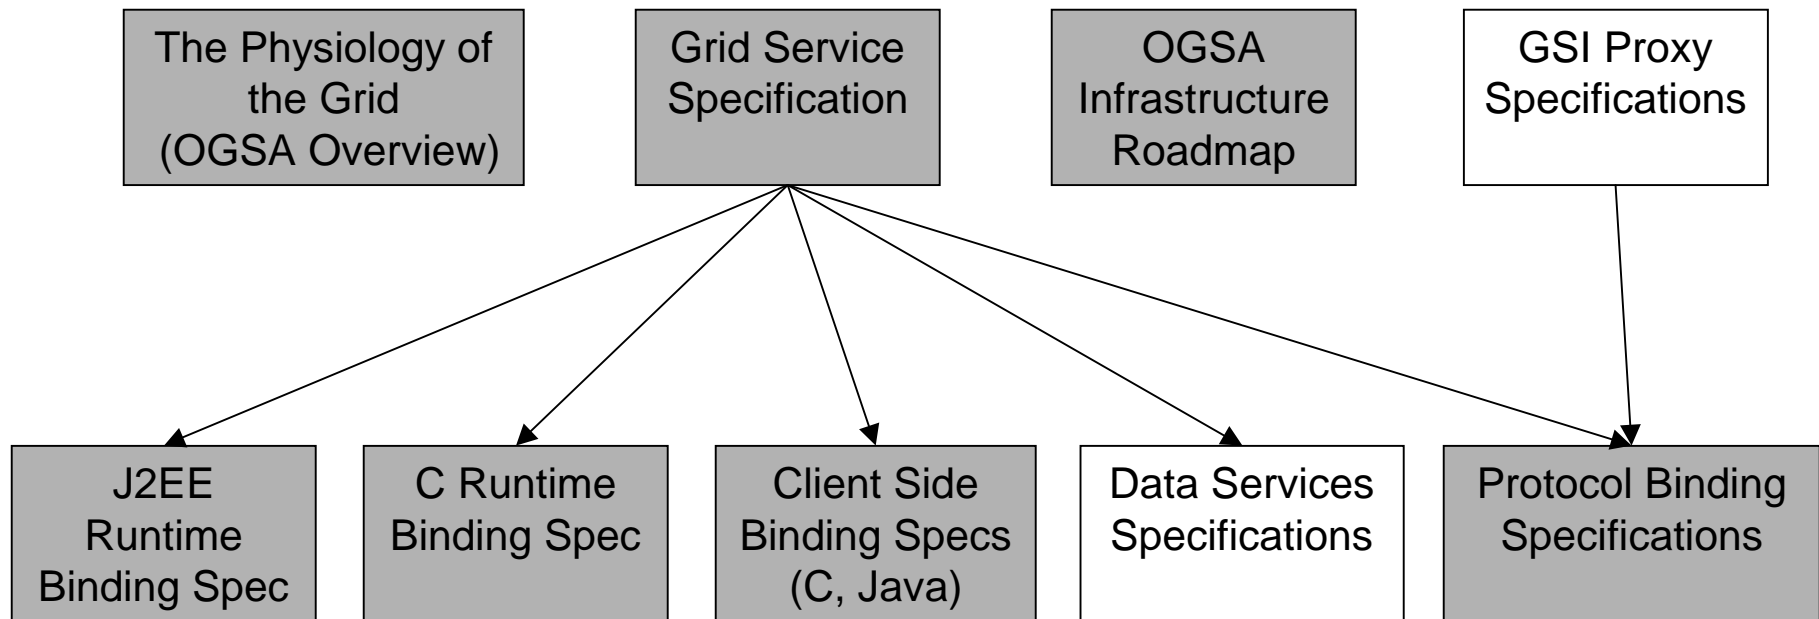 The Physiology of
the Grid
(OGSA Overview)
Grid Service
Specification
OGSA
Infrastructure
Roadmap
GSI Proxy
Specifications
J2EE
Runtime
Binding Spec
C Runtime
Binding Spec
Client Side
Binding Specs
(C, Java)
Data Services
Specifications
Protocol Binding
Specifications